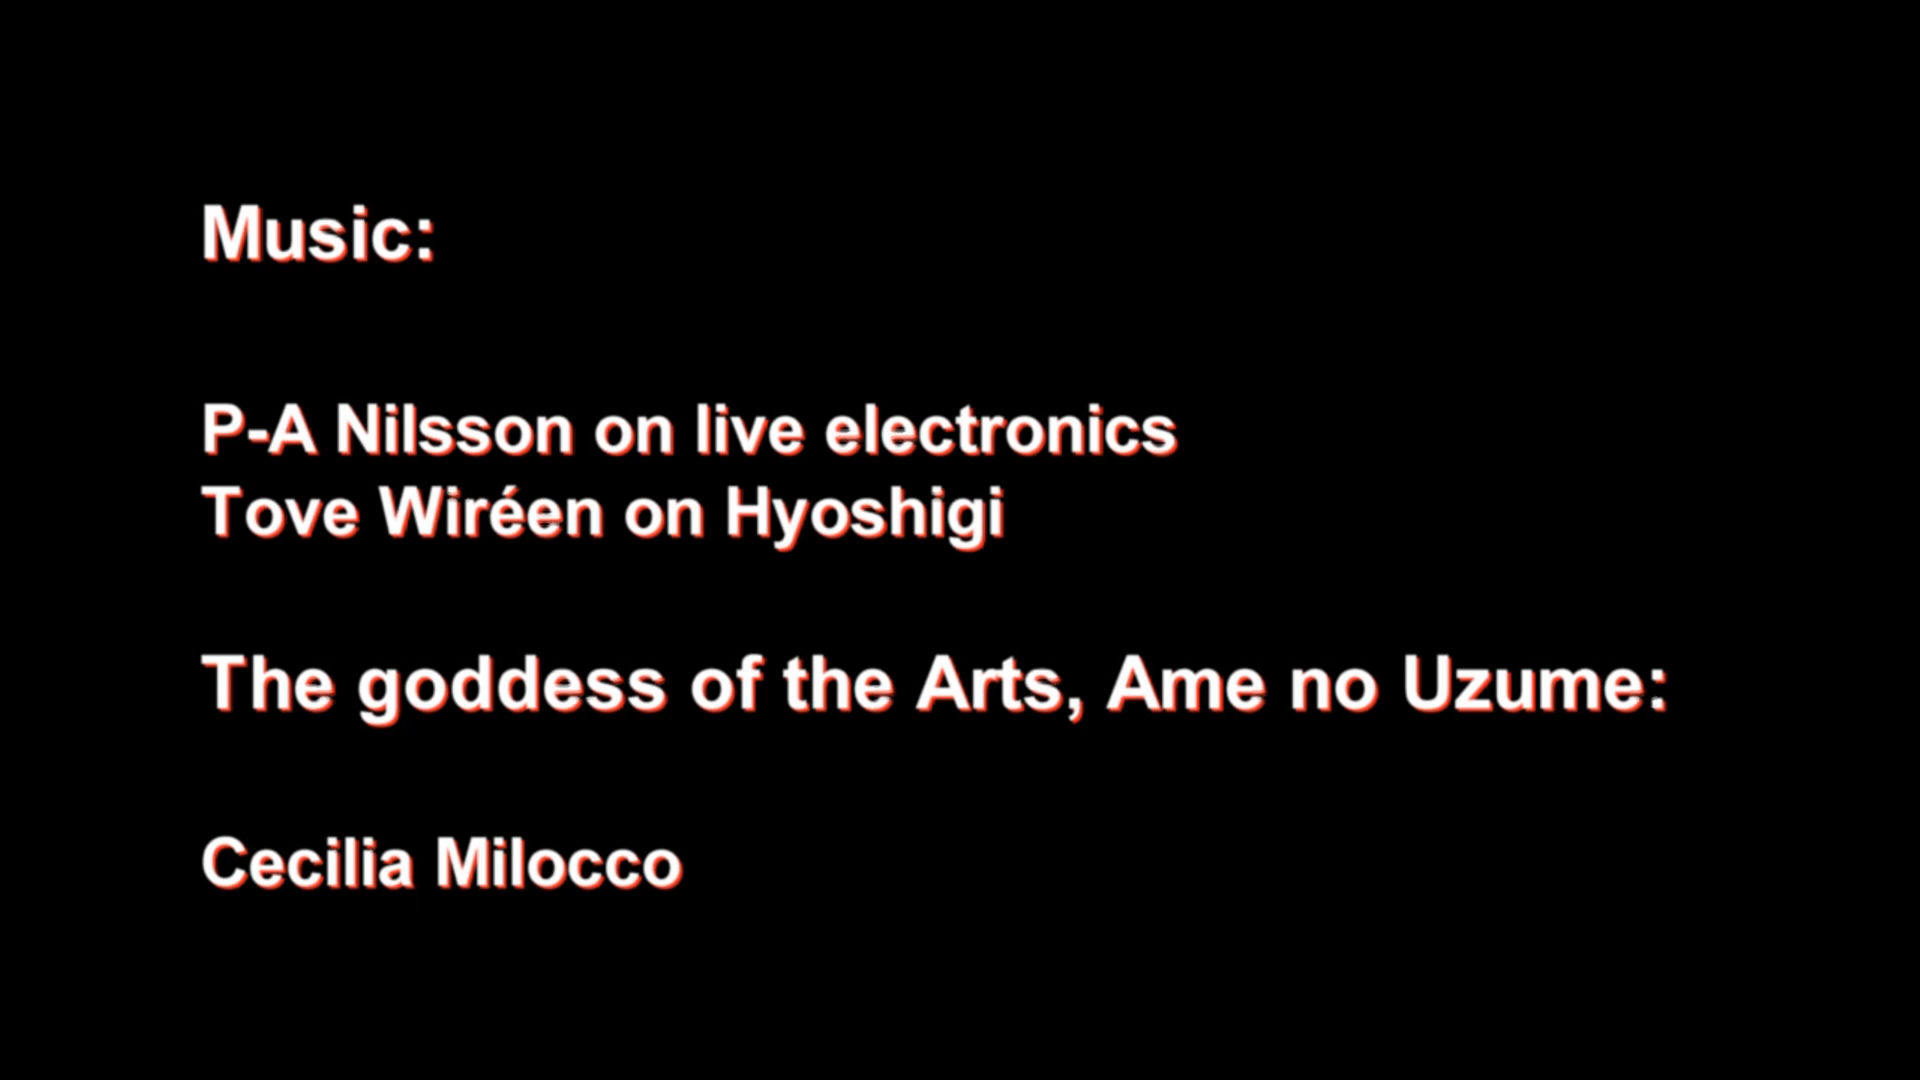 Music:
P-A Nilsson on live electronics
Tove Wiréen on Hyoshigi
The goddess of the Arts, Ame no Uzume:
Cecilia Milocco